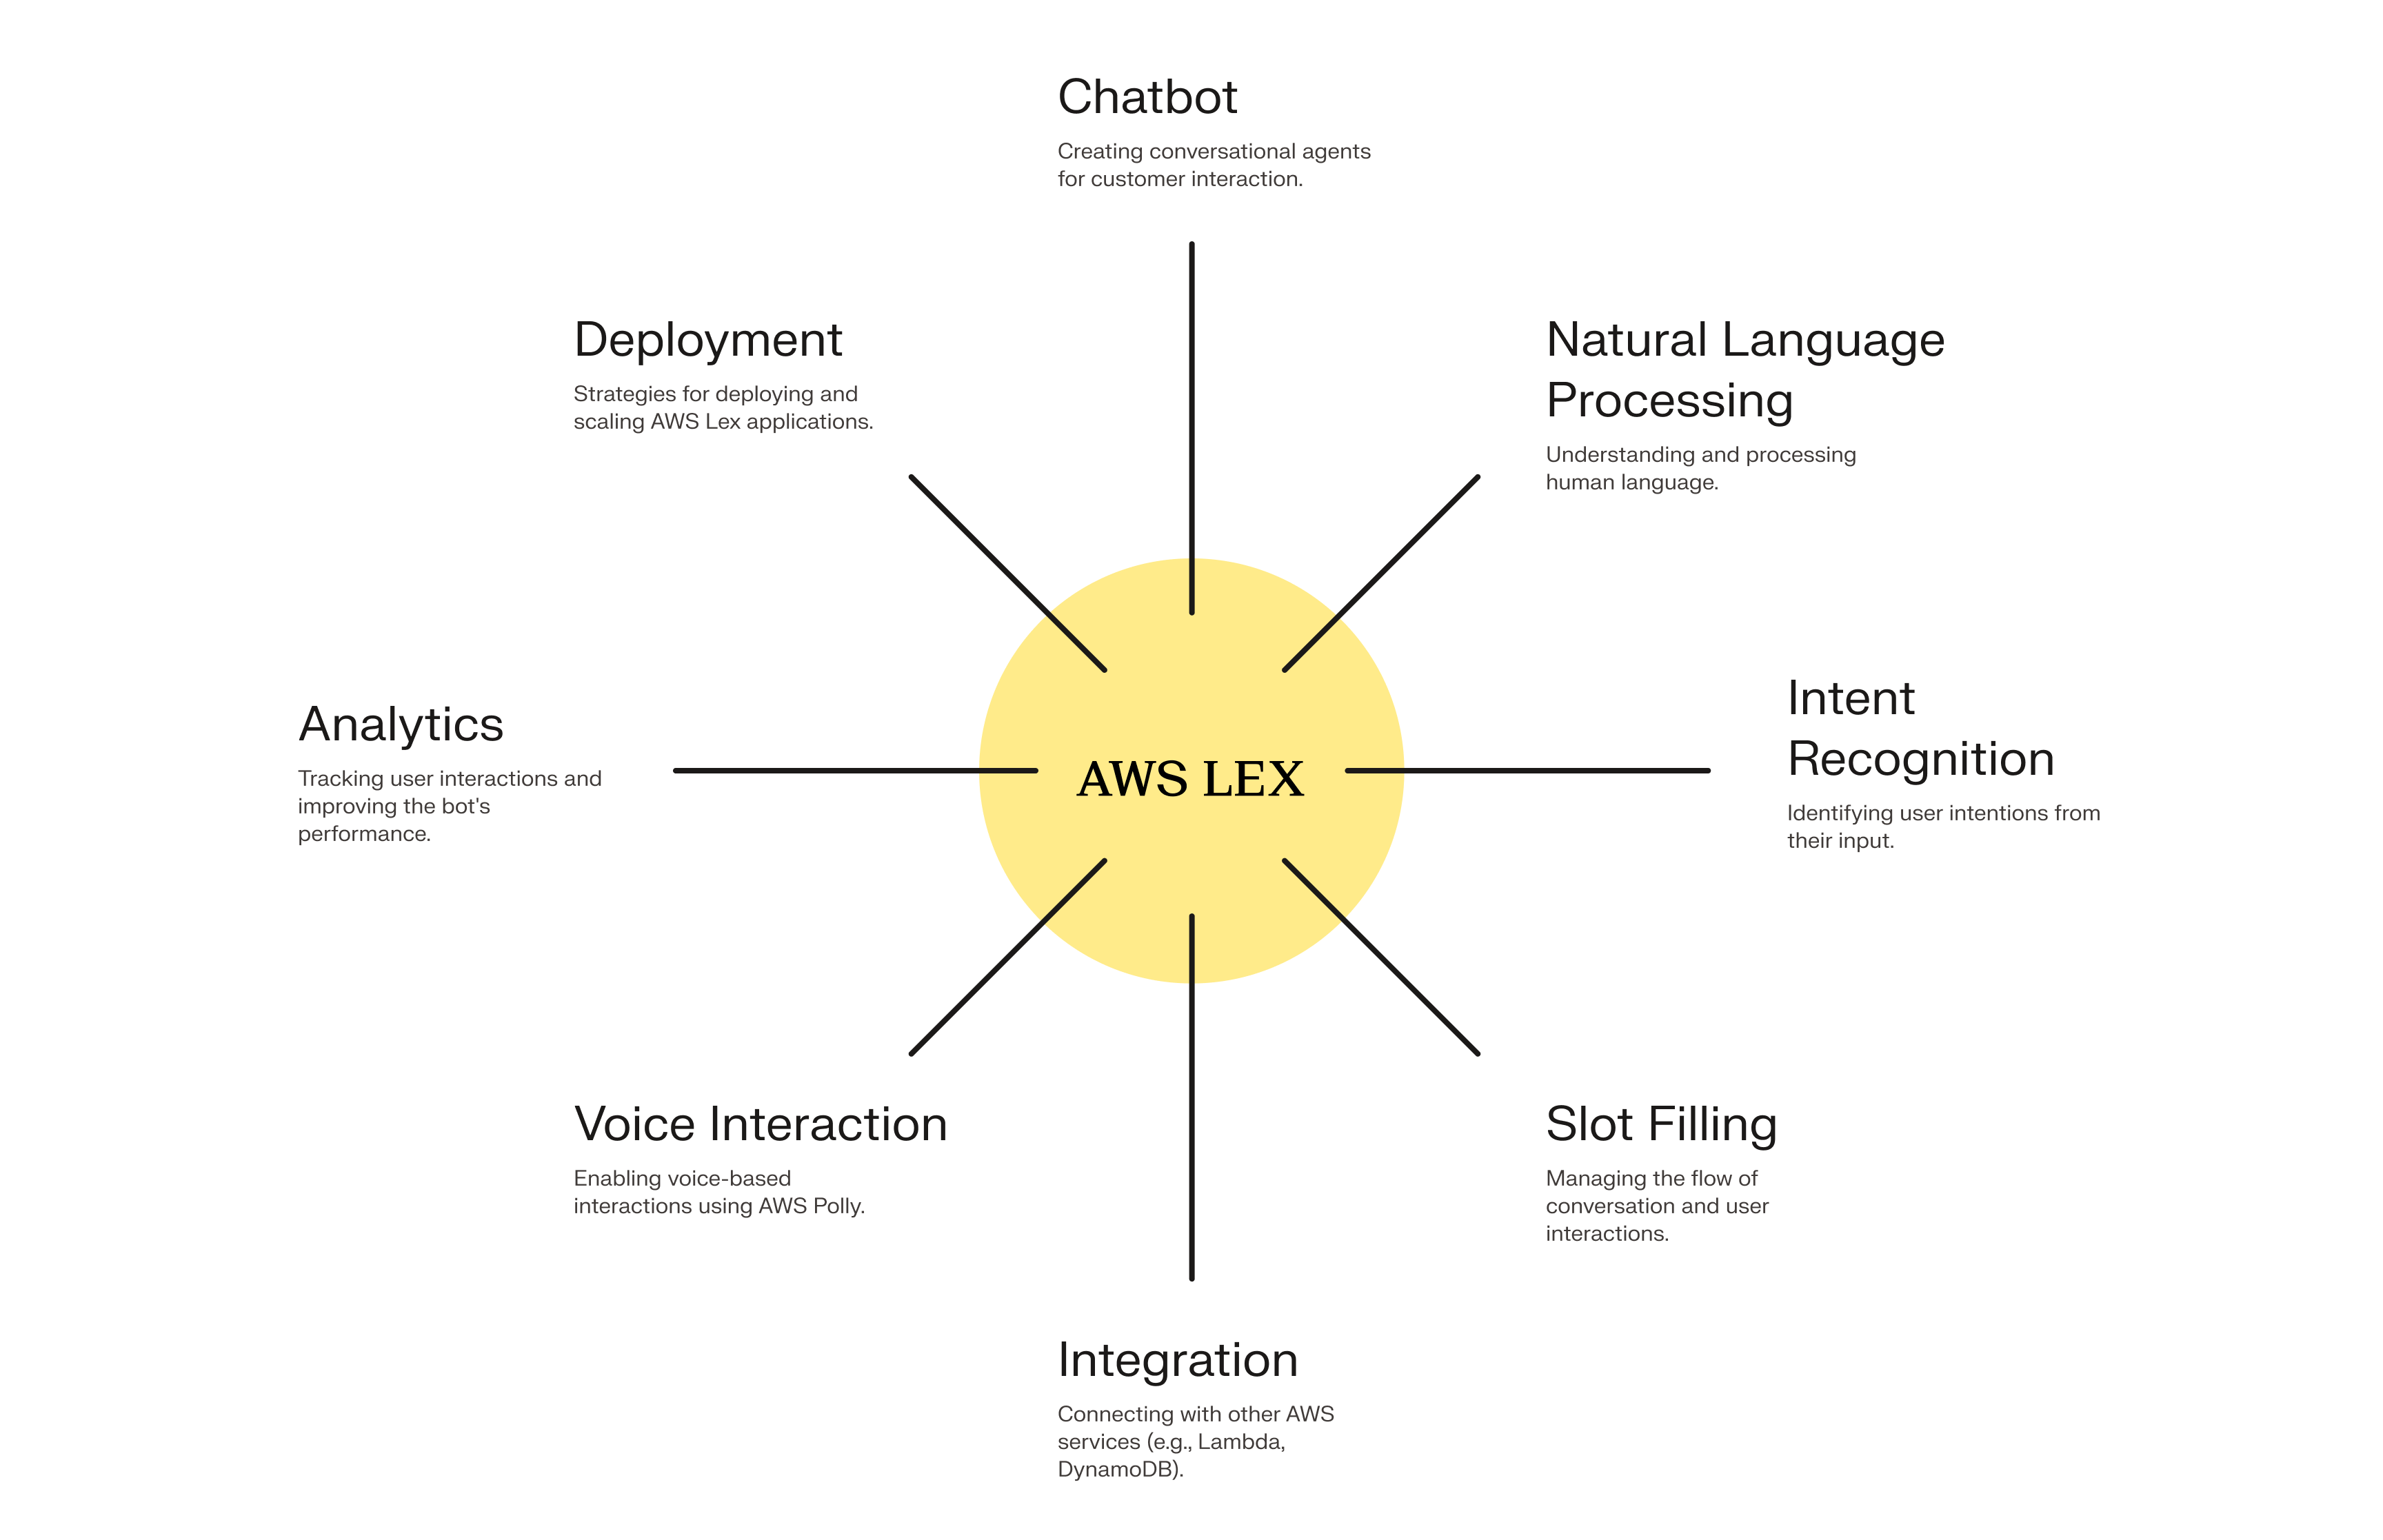 Chatbot
Creating conversational agents
for customer interaction.
Deployment
Strategies for deploying and
scaling AWS Lex applications.
Natural Language
Processing
Understanding and processing
human language.
Analytics
Tracking user interactions and
improving the bot's
performance.
AWS LEX
Intent
Recognition
Identifying user intentions from
their input.
Voice Interaction
Enabling voice-based
interactions using AWS Polly.
Slot Filling
Managing the flow of
conversation and user
interactions.
Integration
Connecting with other AWS
services (e.g., Lambda,
DynamoDB).